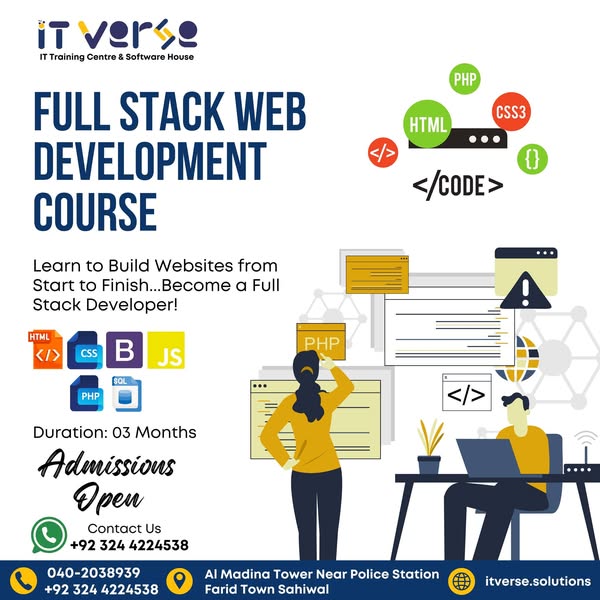 iT verse
IT Training Centre & Software House
FULL STACK WEB
DEVELOPMENT
COURSE
PHP
HTML
CSS3
</>
{}
</CODE>
Learn to Build Websites from
Start to Finish...Become a Full
Stack Developer!
HTML
</>
CSS
B
JS
PHP
SQL
PHP
</>
Duration: 03 Months
Admissions
Open
Contact Us
+92 324 4224538
040-2038939
+92 324 4224538
Al Madina Tower Near Police Station
Farid Town Sahiwal
itverse.solutions